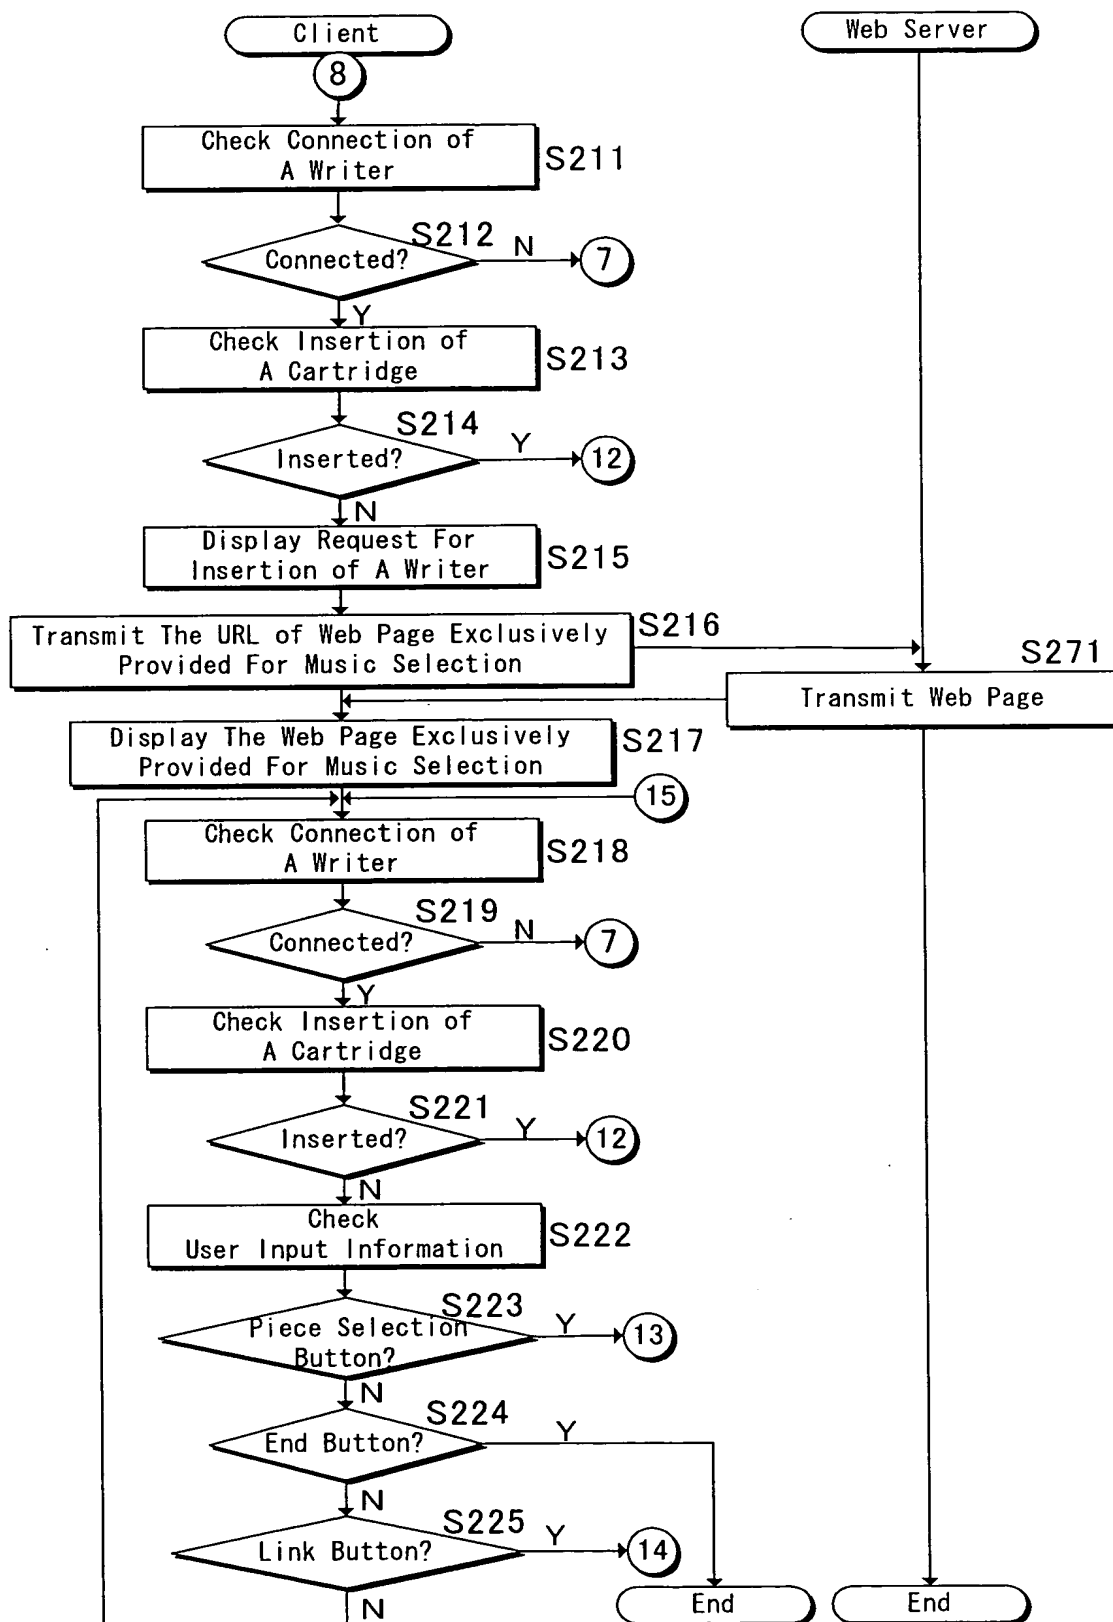 Client
Web Server
8
Check Connection of
A Writer
S211
S212
Connected?
N
7
Y
Check Insertion of
A Cartridge
S213
S214
Inserted?
Y
12
N
Display Request For
Insertion of A Writer
S215
Transmit The URL of Web Page Exclusively
Provided For Music Selection
S216
S271
Transmit Web Page
Display The Web Page Exclusively
Provided For Music Selection
S217
15
Check Connection of
A Writer
S218
S219
Connected?
N
7
Y
Check Insertion of
A Cartridge
S220
S221
Inserted?
Y
12
N
Check
User Input Information
S222
S223
Piece Selection
Button?
Y
13
N
S224
End Button?
Y
N
S225
Link Button?
Y
14
N
End
End